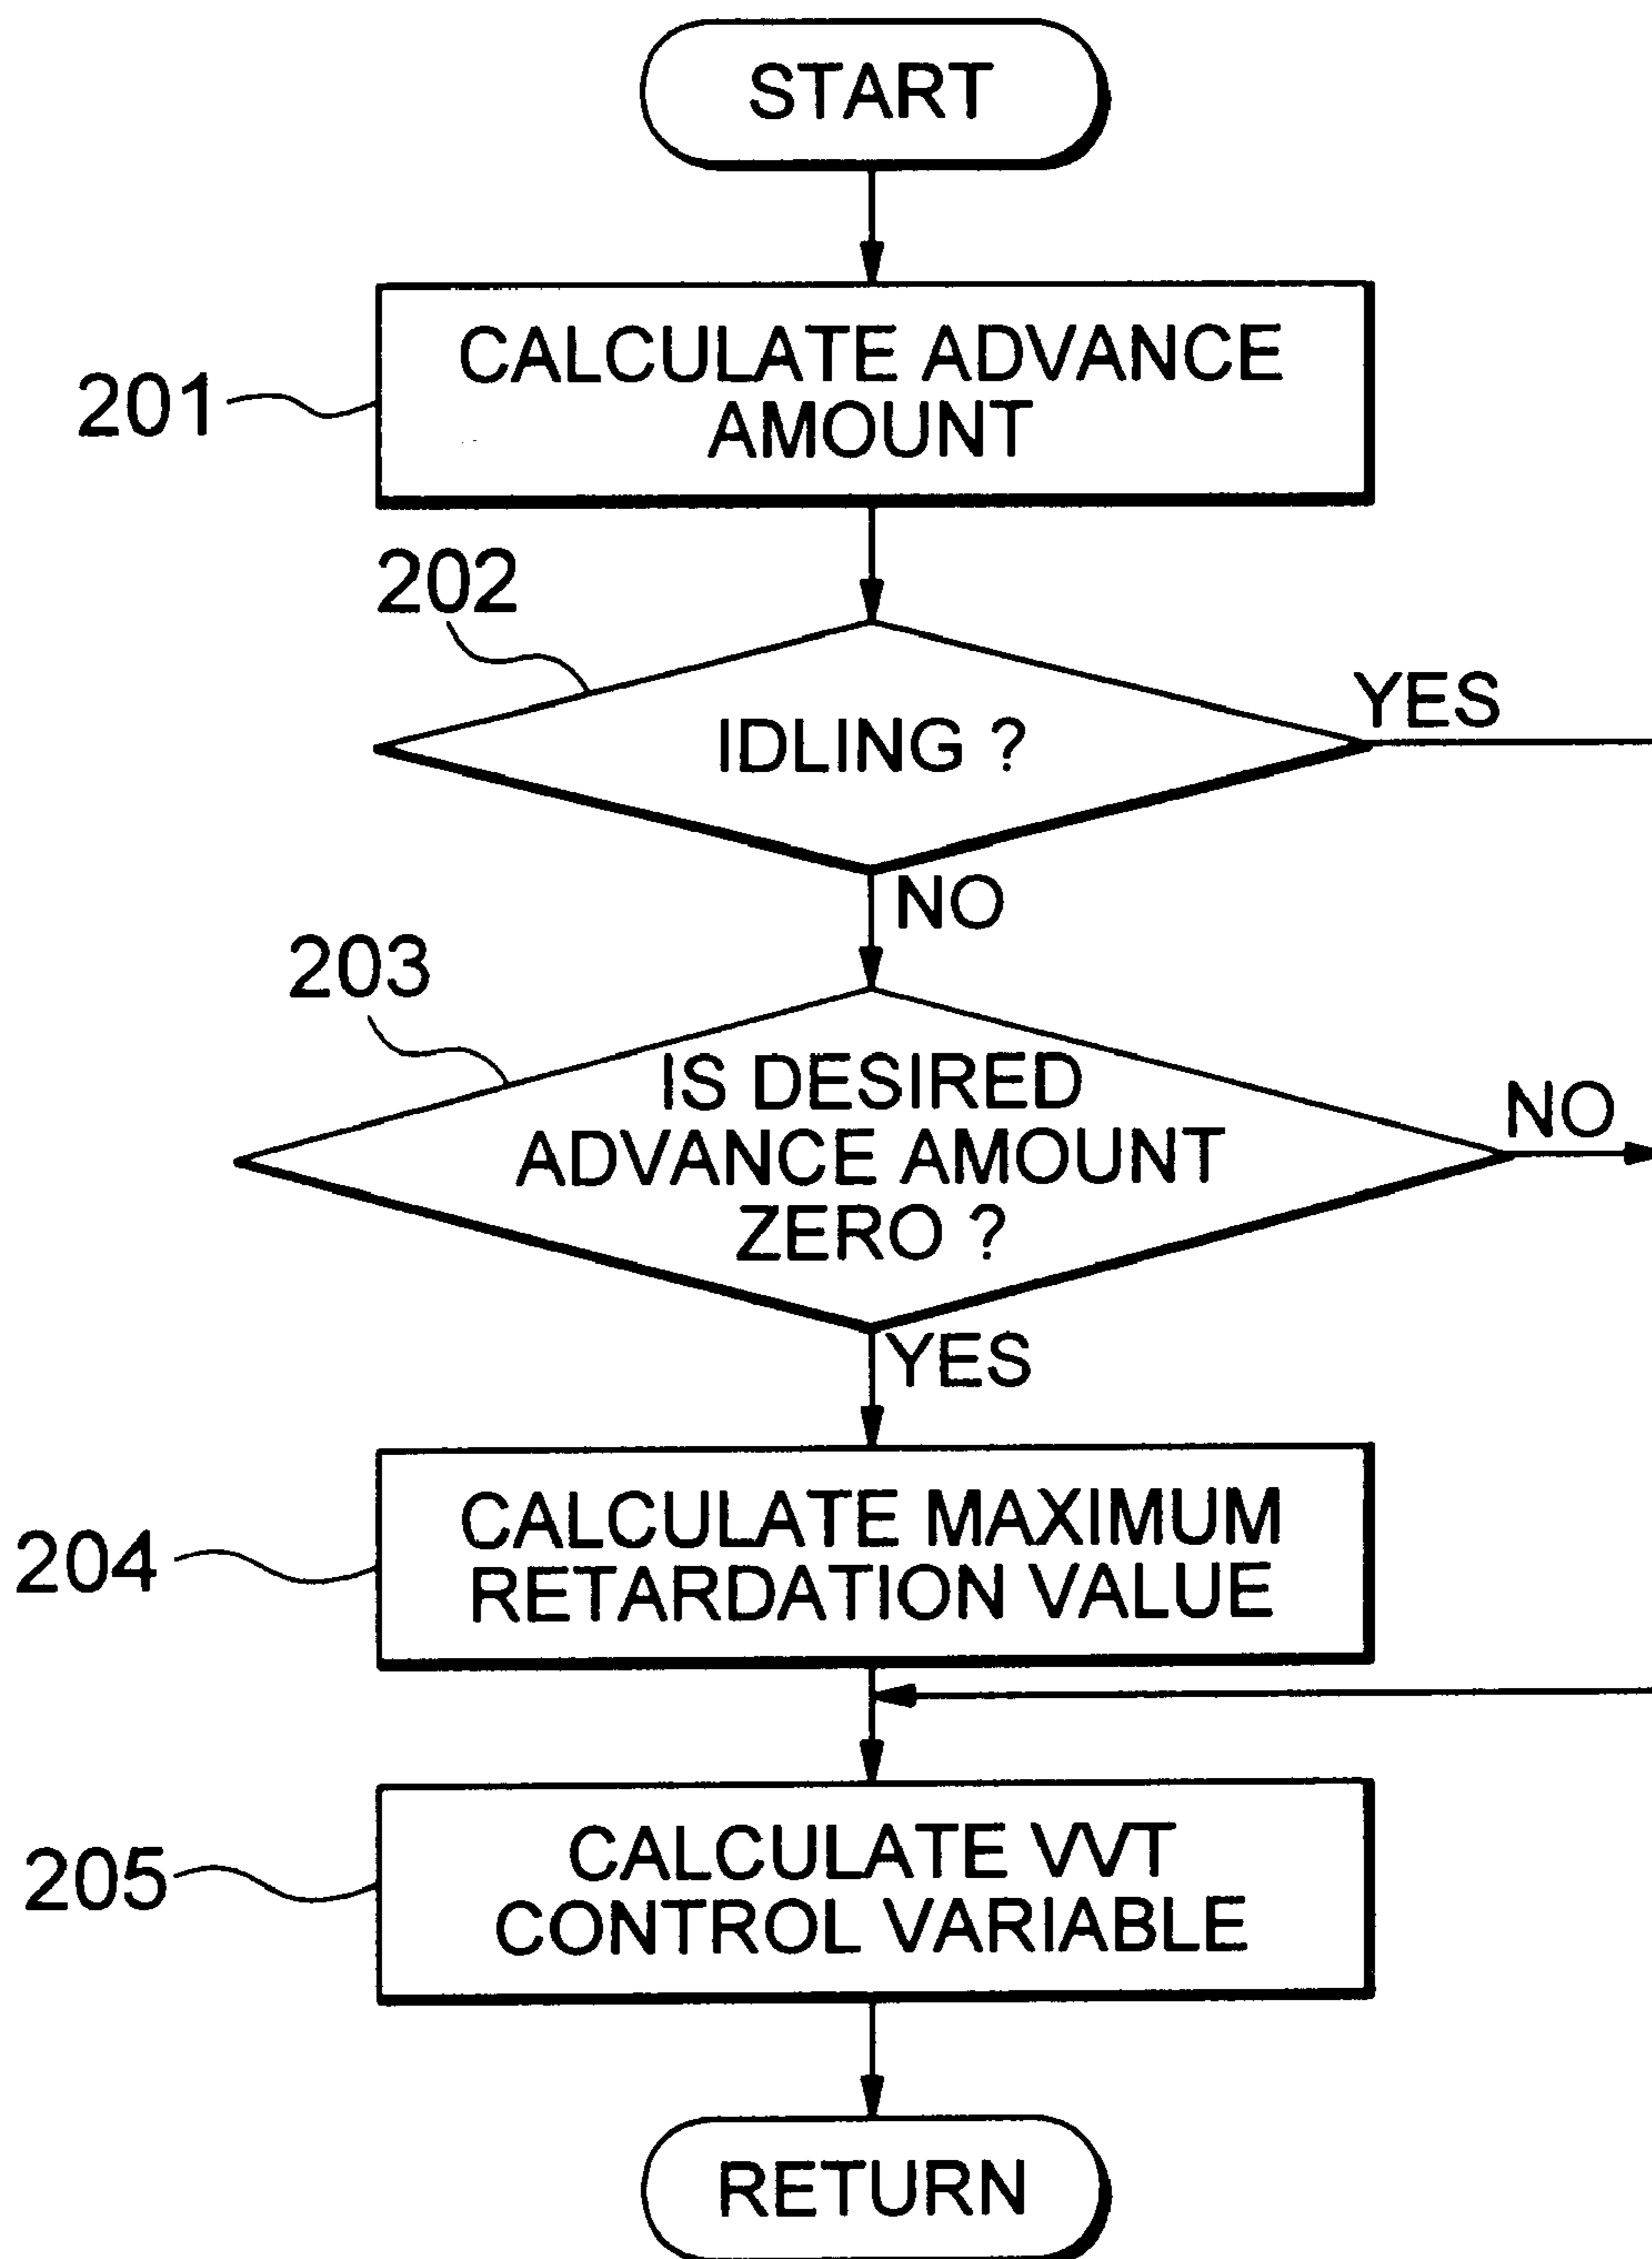 START
CALCULATE ADVANCE
AMOUNT
201
202
IDLING ?
YES
NO
203
IS DESIRED
ADVANCE AMOUNT
ZERO ?
NO
YES
CALCULATE MAXIMUM
RETARDATION VALUE
204
CALCULATE VVT
CONTROL VARIABLE
205
RETURN